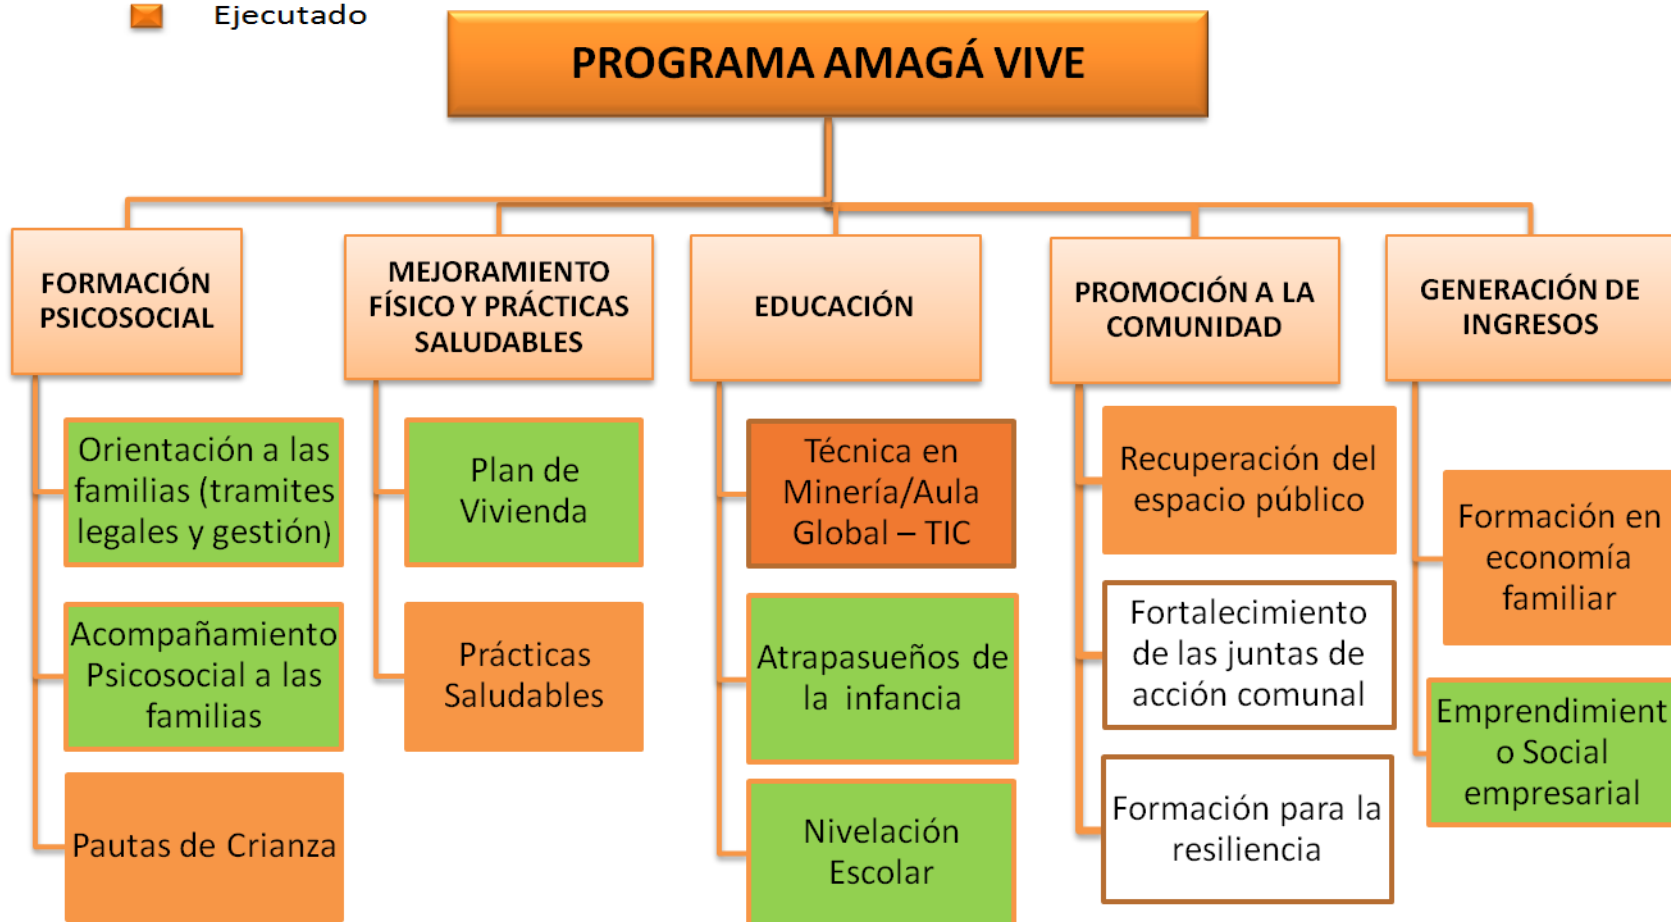 Ejecutado
PROGRAMA AMAGÁ VIVE
FORMACIÓN
PSICOSOCIAL
Orientación a las
familias (tramites
legales y gestión)
Acompañamiento
Psicosocial a las
familias
Pautas de Crianza
MEJORAMIENTO
FÍSICO Y PRÁCTICAS
SALUDABLES
Plan de
Vivienda
Prácticas
Saludables
EDUCACIÓN
Técnica en
Minería/Aula
Global – TIC
Atrapasueños de
la infancia
Nivelación
Escolar
PROMOCIÓN A LA
COMUNIDAD
Recuperación del
espacio público
Fortalecimiento
de las juntas de
acción comunal
Formación para la
resiliencia
GENERACIÓN DE
INGRESOS
Formación en
economía
familiar
Emprendimient
o Social
empresarial